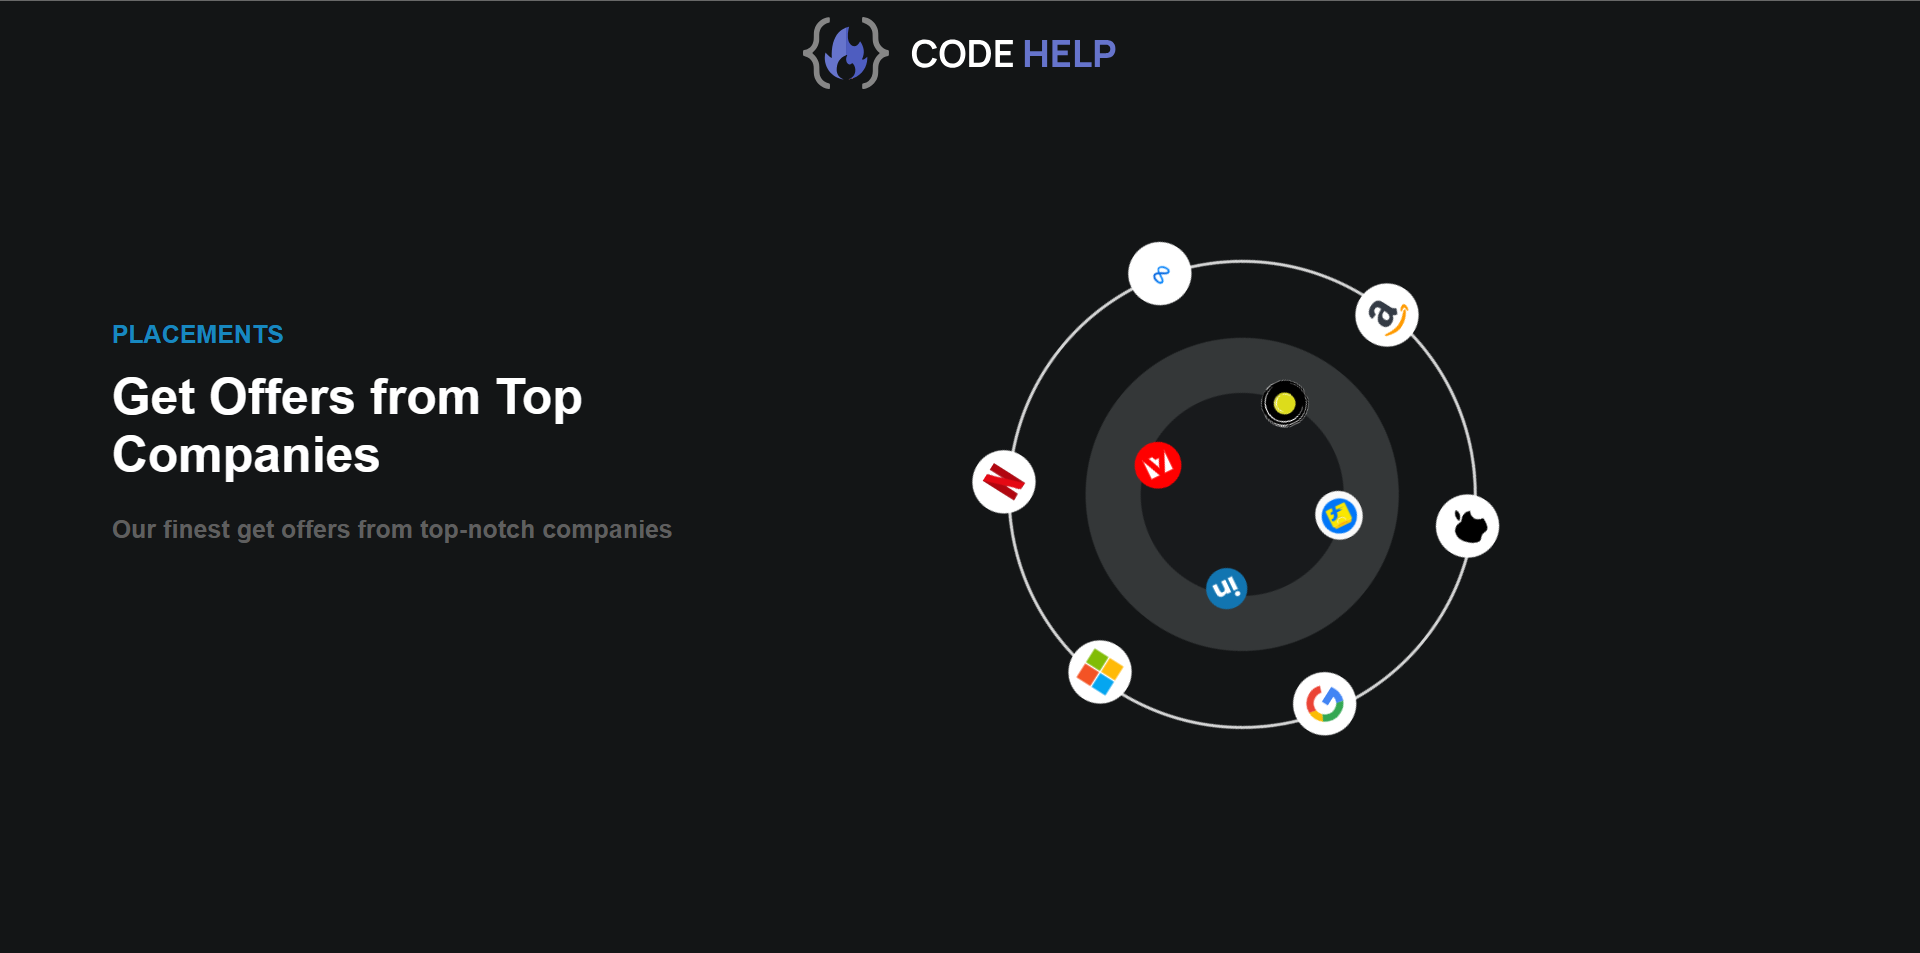 CODE HELP
PLACEMENTS
Get Offers from Top
Companies
Our finest get offers from top-notch companies